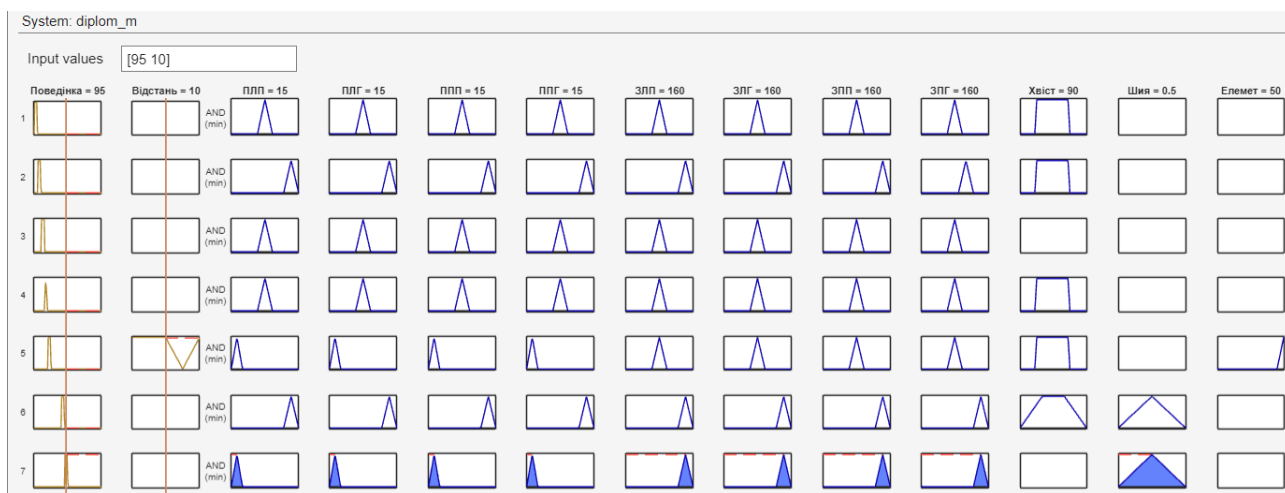 System: diplom_m
Input values [95 10]
Поведінка = 95 Відстань = 10 ПЛП = 15 ПЛГ = 15 ППП = 15 ППГ = 15 ЗЛП = 160 ЗЛГ = 160 ЗПП = 160 ЗПГ = 160 Хвіст = 90 Шия = 0.5 Елемет = 50
1 AND
(min)
2 AND
(min)
3 AND
(min)
4 AND
(min)
5 AND
(min)
6 AND
(min)
7 AND
(min)